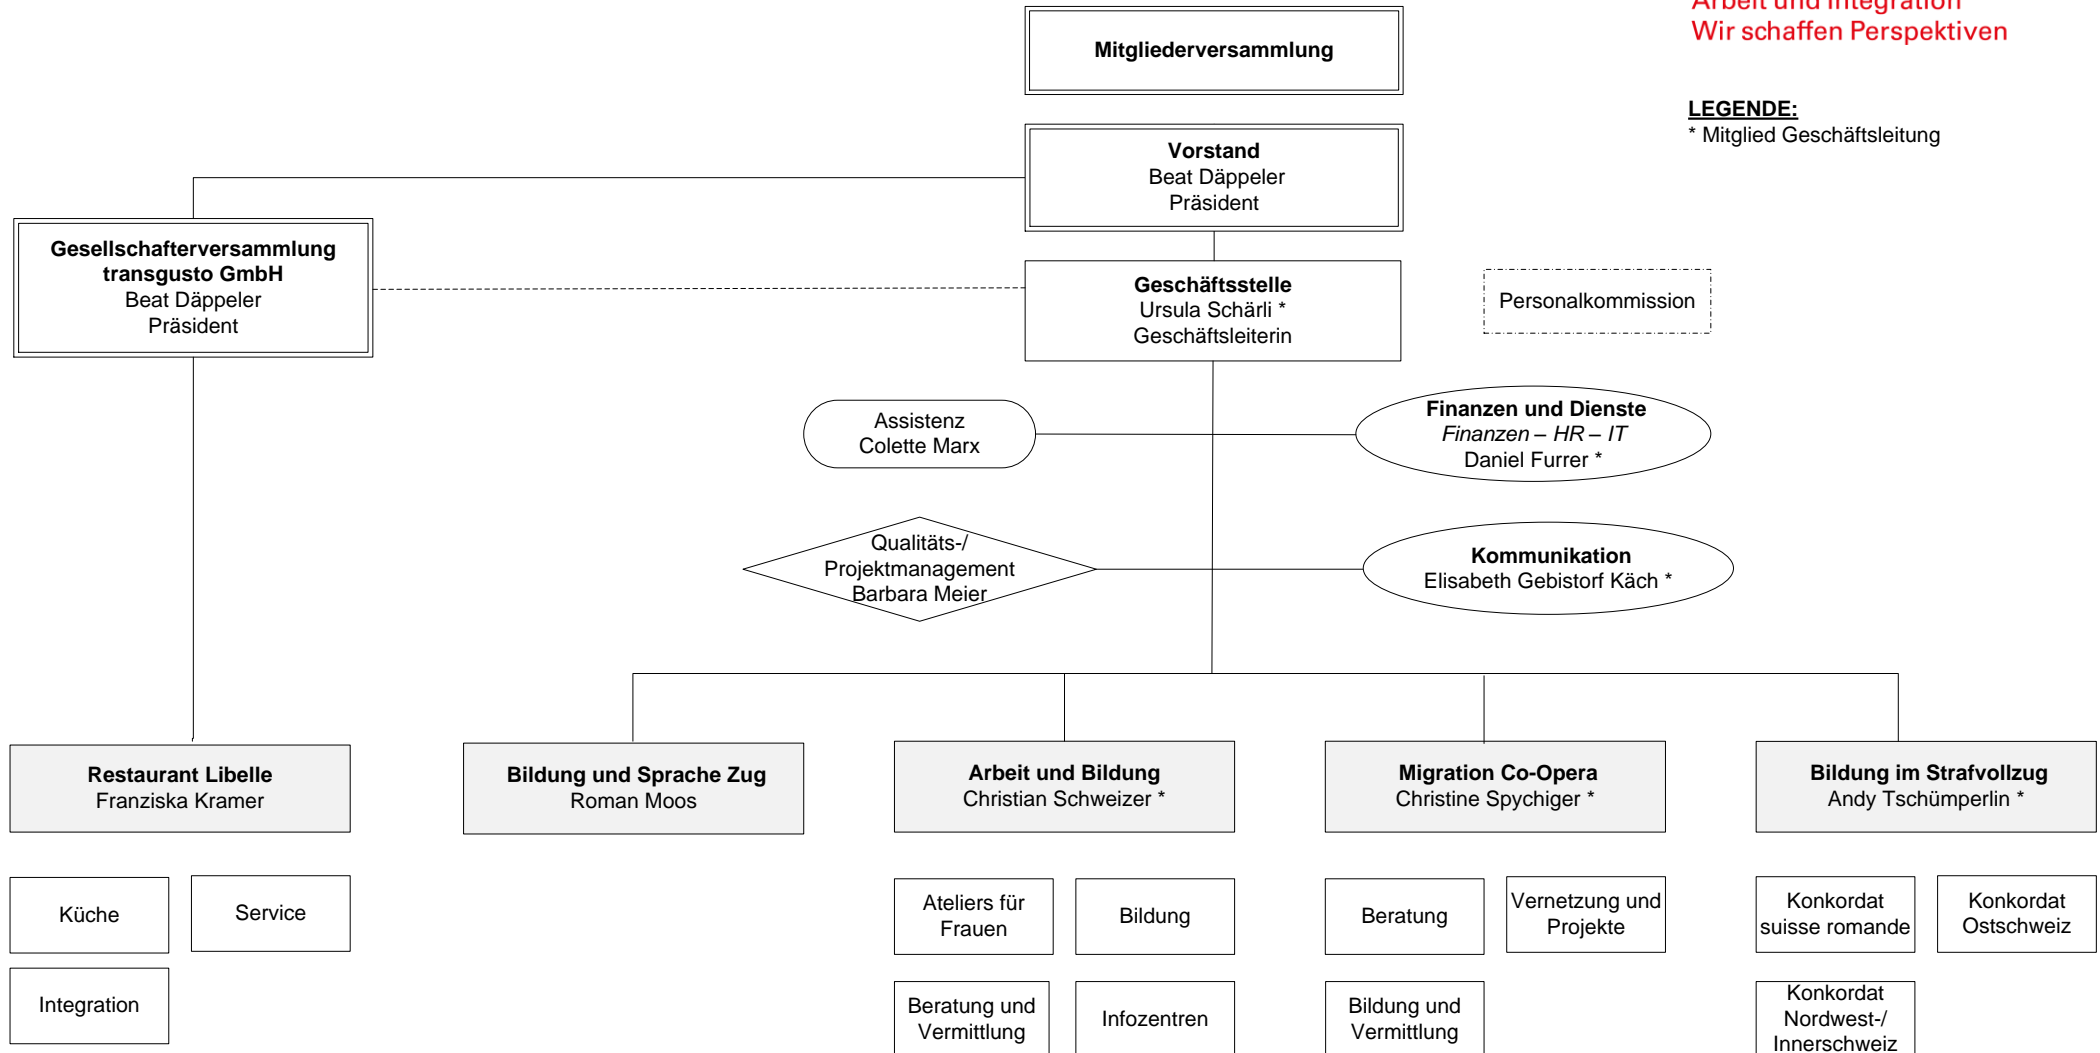 Arbeit und Integration
Wir schaffen Perspektiven
Mitgliederversammlung
LEGENDE:
* Mitglied Geschäftsleitung
Vorstand
Beat Däppeler
Präsident
Gesellschafterversammlung
transgusto GmbH
Beat Däppeler
Präsident
Geschäftsstelle
Ursula Schärli *
Geschäftsleiterin
Personalkommission
Assistenz
Colette Marx
Finanzen und Dienste
Finanzen – HR – IT
Daniel Furrer *
Qualitäts-/
Projektmanagement
Barbara Meier
Kommunikation
Elisabeth Gebistorf Käch *
Restaurant Libelle
Franziska Kramer
Bildung und Sprache Zug
Roman Moos
Arbeit und Bildung
Christian Schweizer *
Migration Co-Opera
Christine Spychiger *
Bildung im Strafvollzug
Andy Tschümperlin *
Küche
Service
Integration
Ateliers für
Frauen
Bildung
Beratung und
Vermittlung
Infozentren
Beratung
Vernetzung und
Projekte
Bildung und
Vermittlung
Konkordat
suisse romande
Konkordat
Ostschweiz
Konkordat
Nordwest-/
Innerschweiz